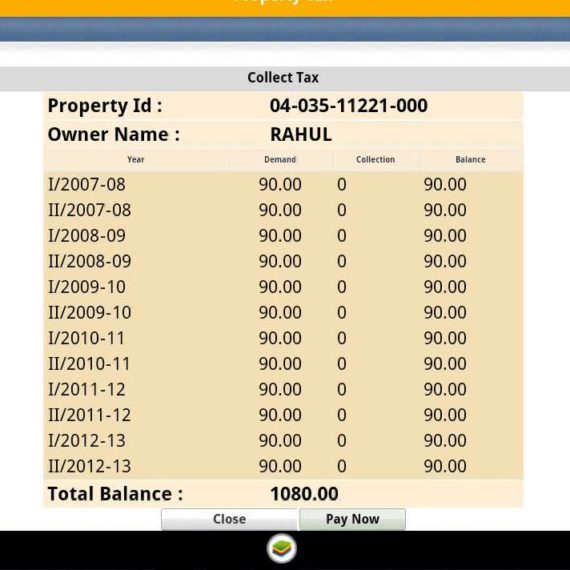 Property Tax
Collect Tax
Property Id : 04-035-11221-000
Owner Name : RAHUL
Year Demand Collection Balance
I/2007-08 90.00 0 90.00
II/2007-08 90.00 0 90.00
I/2008-09 90.00 0 90.00
II/2008-09 90.00 0 90.00
I/2009-10 90.00 0 90.00
II/2009-10 90.00 0 90.00
I/2010-11 90.00 0 90.00
II/2010-11 90.00 0 90.00
I/2011-12 90.00 0 90.00
II/2011-12 90.00 0 90.00
I/2012-13 90.00 0 90.00
II/2012-13 90.00 0 90.00
Total Balance : 1080.00
Close Pay Now